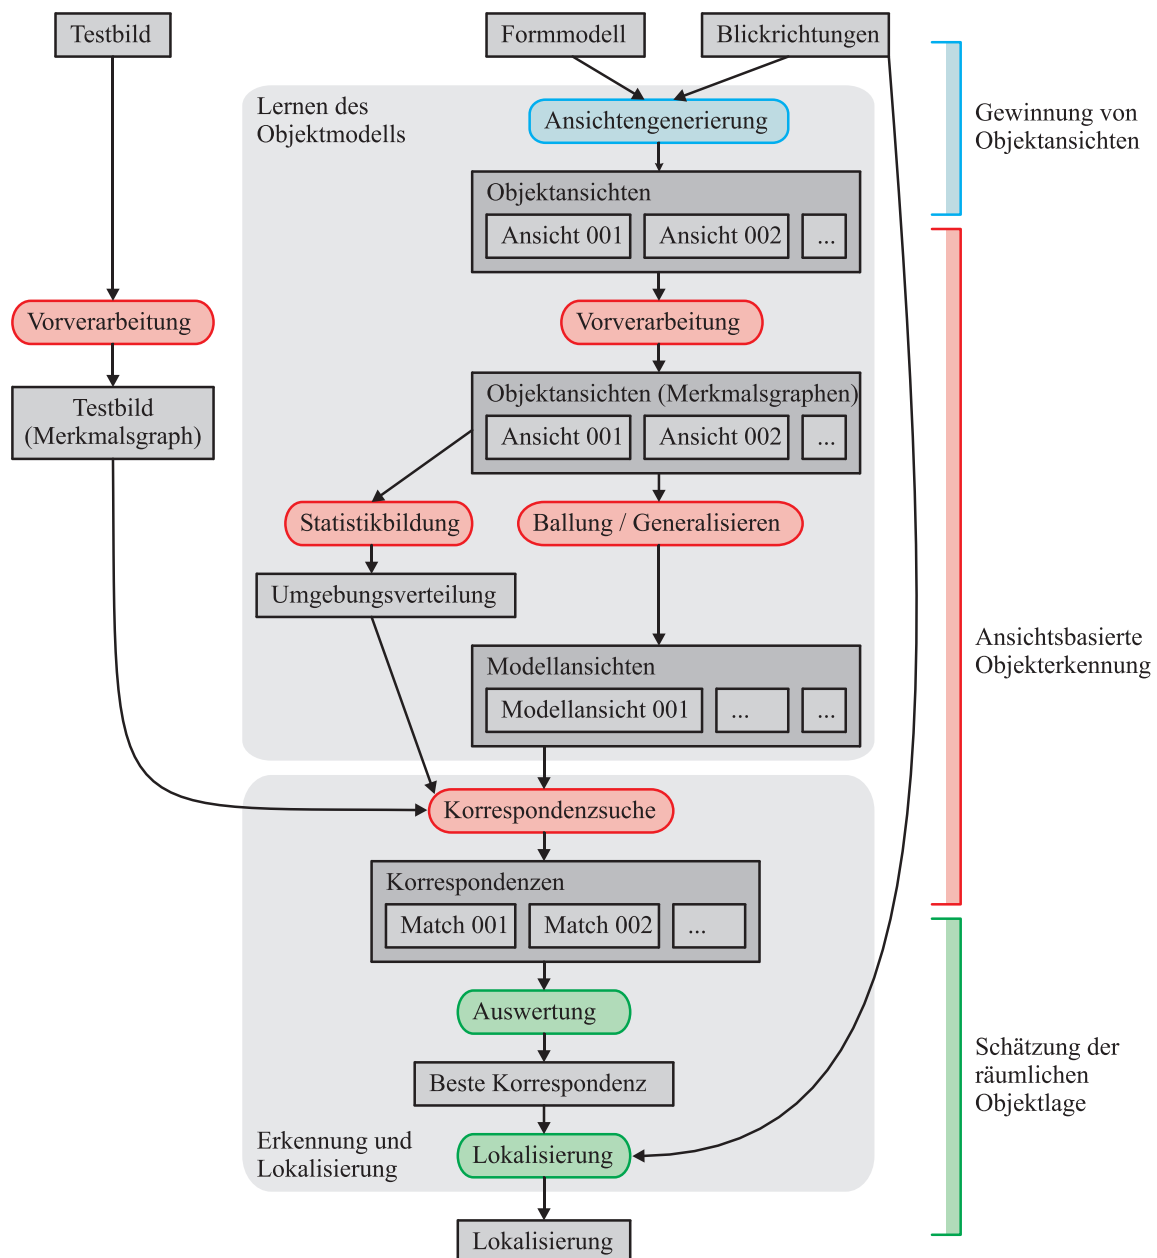 Testbild
Formmodell
Blickrichtungen
Lernen des
Objektmodells
Ansichtengenerierung
Gewinnung von
Objektansichten
Objektansichten
Ansicht 001
Ansicht 002
...
Vorverarbeitung
Vorverarbeitung
Testbild
(Merkmalsgraph)
Objektansichten (Merkmalsgraphen)
Ansicht 001
Ansicht 002
...
Statistikbildung
Ballung / Generalisieren
Umgebungsverteilung
Ansichtsbasierte
Objekterkennung
Modellansichten
Modellansicht 001
...
...
Korrespondenzsuche
Korrespondenzen
Match 001
Match 002
...
Auswertung
Schätzung der
räumlichen
Objektlage
Beste Korrespondenz
Erkennung und
Lokalisierung
Lokalisierung
Lokalisierung